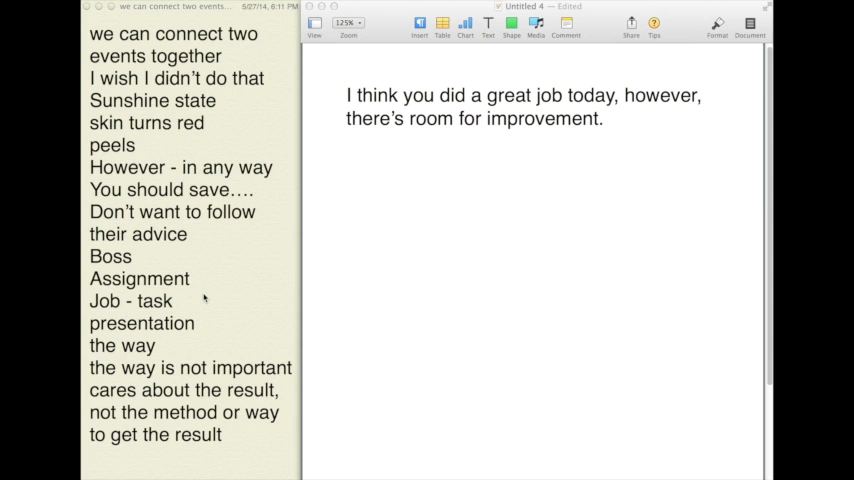 we can connect two events...
5/27/14, 6:11 PM
we can connect two
events together
I wish I didn't do that
Sunshine state
skin turns red
peels
However - in any way
You should save....
Don't want to follow
their advice
Boss
Assignment
Job - task
presentation
the way
the way is not important
cares about the result,
not the method or way
to get the result
Untitled 4 — Edited
125%
View
Zoom
Insert
Table
Chart
Text
Shape
Media
Comment
Share
Tips
Format
Document
I think you did a great job today, however,
there's room for improvement.